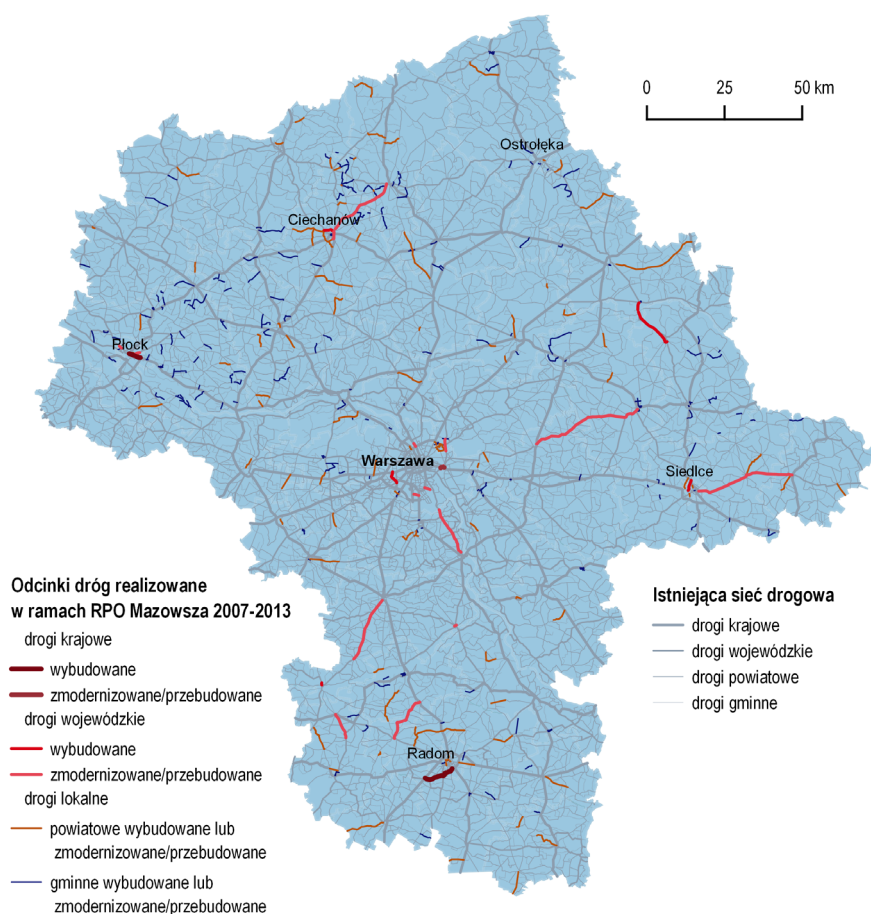 0 25 50 km
Ostrołęka
Ciechanów
Płock
Warszawa
Siedlce
Radom
Odcinki dróg realizowane
w ramach RPO Mazowsza 2007-2013
drogi krajowe
wybudowane
zmodernizowane/przebudowane
drogi wojewódzkie
wybudowane
zmodernizowane/przebudowane
drogi lokalne
powiatowe wybudowane lub
zmodernizowane/przebudowane
gminne wybudowane lub
zmodernizowane/przebudowane
Istniejąca sieć drogowa
drogi krajowe
drogi wojewódzkie
drogi powiatowe
drogi gminne